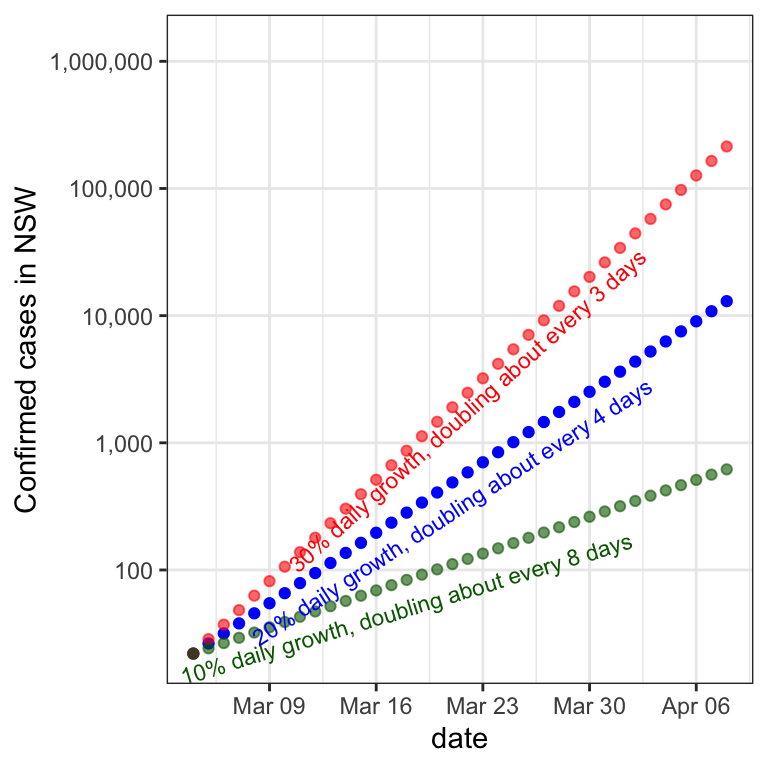 1,000,000
100,000
10,000
1,000
100
Confirmed cases in NSW
30% daily growth, doubling about every 3 days
20% daily growth, doubling about every 4 days
10% daily growth, doubling about every 8 days
Mar 09 Mar 16 Mar 23 Mar 30 Apr 06
date